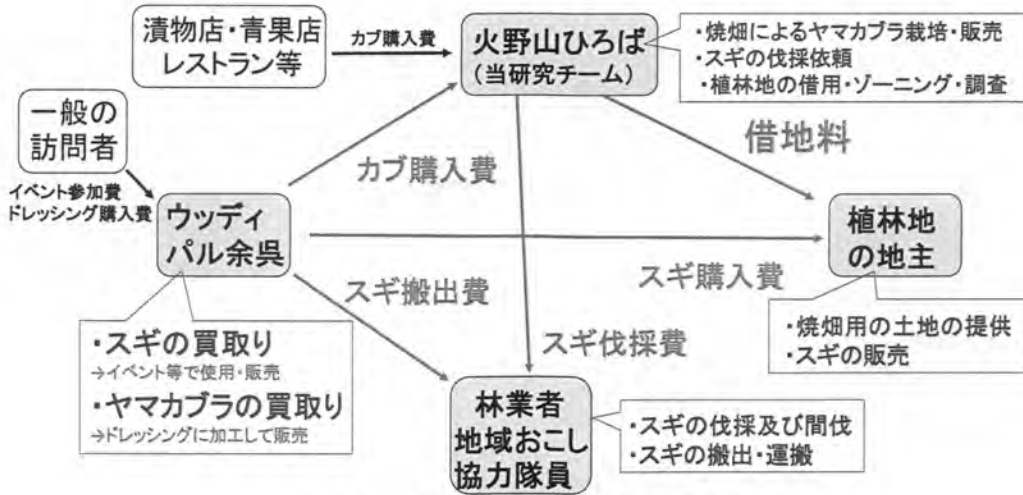 漬物店・青果店
レストラン等
カブ購入費
火野山ひろば
(当研究チーム)
・焼畑によるヤマカブラ栽培・販売
・スギの伐採依頼
・植林地の借用・ゾーニング・調査
一般の
訪問者
イベント参加費
ドレッシング購入費
カブ購入費
借地料
ウッディ
パル余呉
植林地
の地主
スギ搬出費
スギ購入費
・スギの買取り
→イベント等で使用・販売
・ヤマカブラの買取り
→ドレッシングに加工して販売
スギ伐採費
・焼畑用の土地の提供
・スギの販売
林業者
地域おこし
協力隊員
・スギの伐採及び間伐
・スギの搬出・運搬